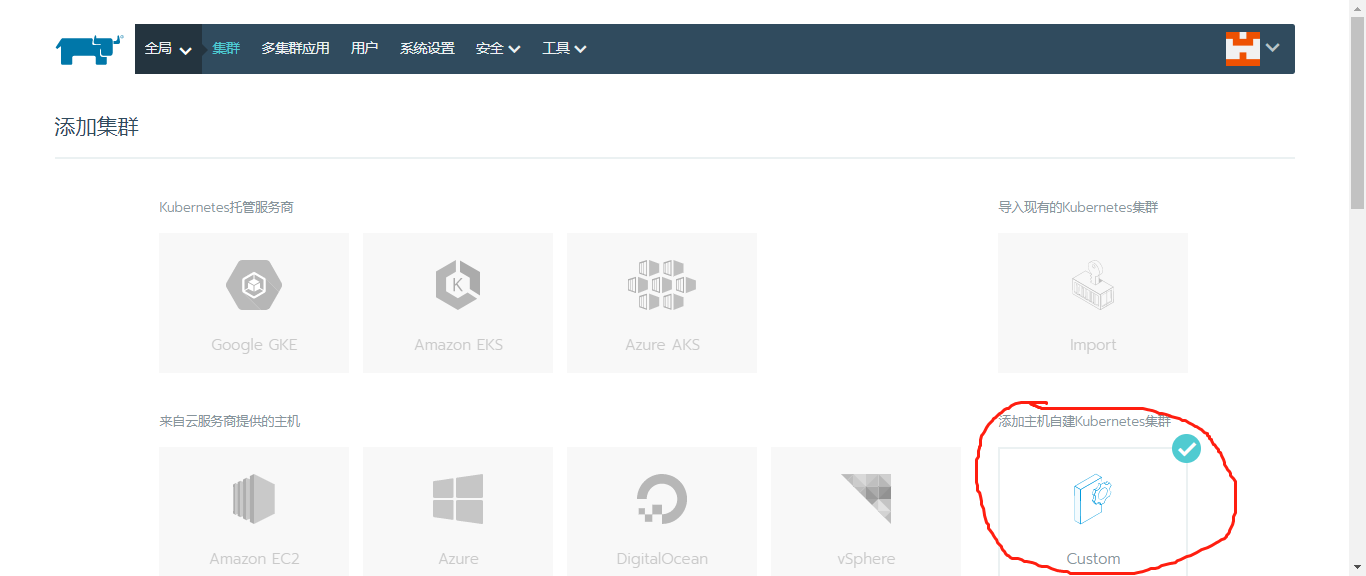 全局 集群 多集群应用 用户 系统设置 安全 工具
添加集群
Kubernetes托管服务商
导入现有的Kubernetes集群
K
Google GKE
Amazon EKS
Azure AKS
Import
来自云服务商提供的主机
添加主机自建Kubernetes集群
Amazon EC2
Azure
DigitalOcean
vSphere
Custom